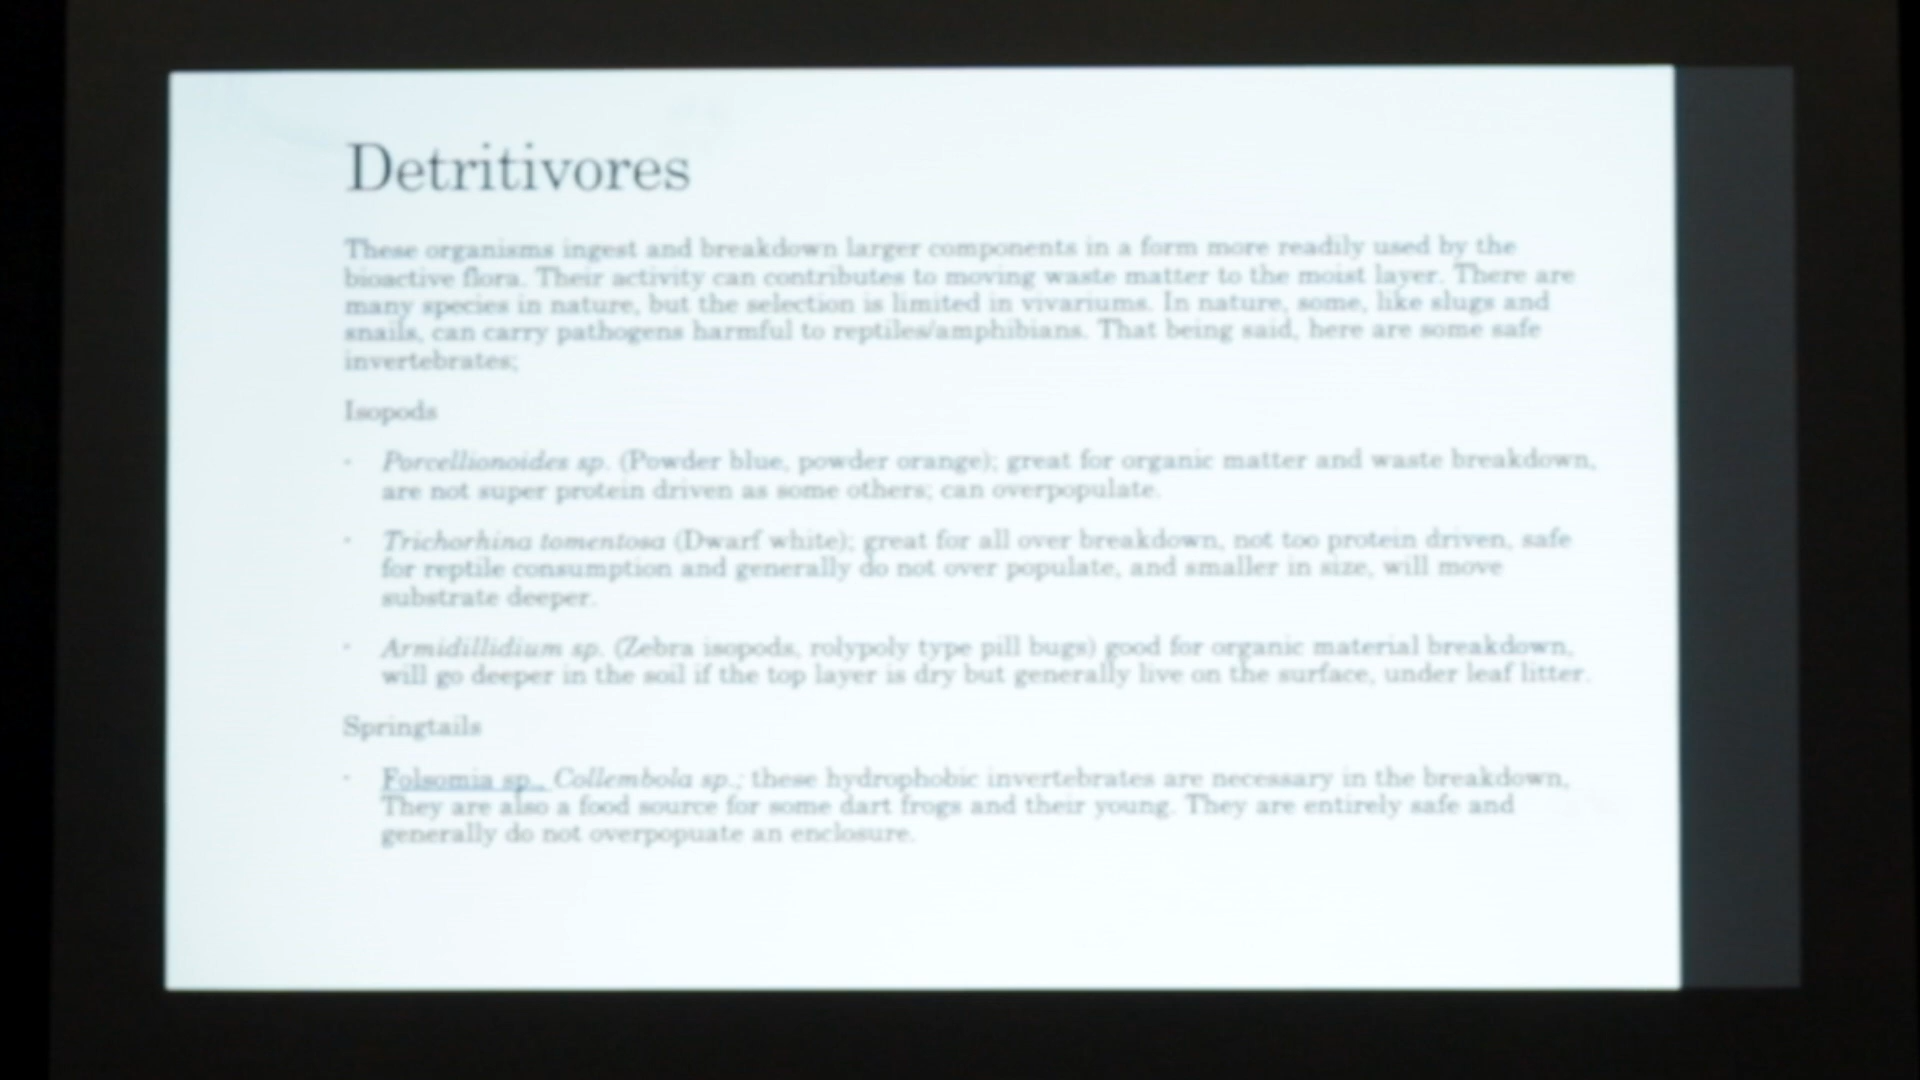 Detritivores
These organisms ingest and breakdown larger components in a form more readily used by the
bioactive flora. Their activity can contributes to moving waste matter to the moist layer. There are
many species in nature, but the selection is limited in vivariums. In nature, some, like slugs and
snails, can carry pathogens harmful to reptiles/amphibians. That being said, here are some safe
invertebrates;
Isopods
- Porcellionoides sp. (Powder blue, powder orange); great for organic matter and waste breakdown,
are not super protein driven as some others; can overpopulate.
- Trichorhina tomentosa (Dwarf white); great for all over breakdown, not too protein driven, safe
for reptile consumption and generally do not over populate, and smaller in size, will move
substrate deeper.
- Armidillidium sp. (Zebra isopods, rolypoly type pill bugs) good for organic material breakdown,
will go deeper in the soil if the top layer is dry but generally live on the surface, under leaf litter.
Springtails
- Folsomia sp., Collembola sp.; these hydrophobic invertebrates are necessary in the breakdown,
They are also a food source for some dart frogs and their young. They are entirely safe and
generally do not overpopuate an enclosure.